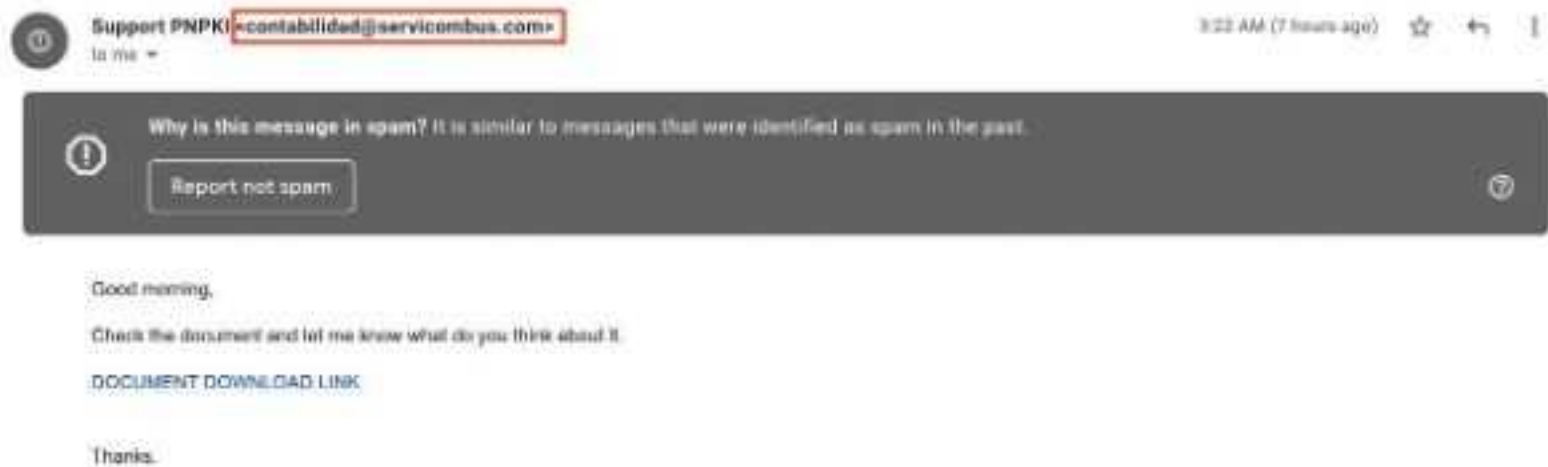 Support PNPKI <contabilidad@servicombus.com>
3:22 AM (7 hours ago)
to me
Why is this message in spam? It is similar to messages that were identified as spam in the past.
Report not spam
Good morning,
Check the document and let me know what do you think about it.
DOCUMENT DOWNLOAD LINK
Thanks.